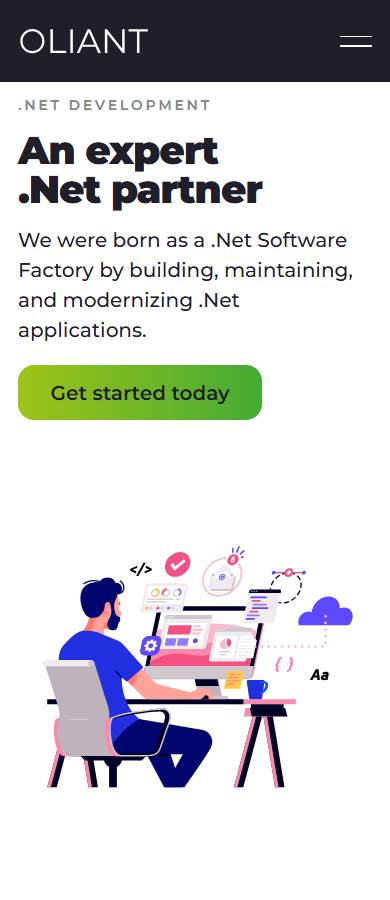 OLIANT
.NET DEVELOPMENT
An expert
.Net partner
We were born as a .Net Software
Factory by building, maintaining,
and modernizing .Net
applications.
Get started today
</>
6
@
{ }
Aa